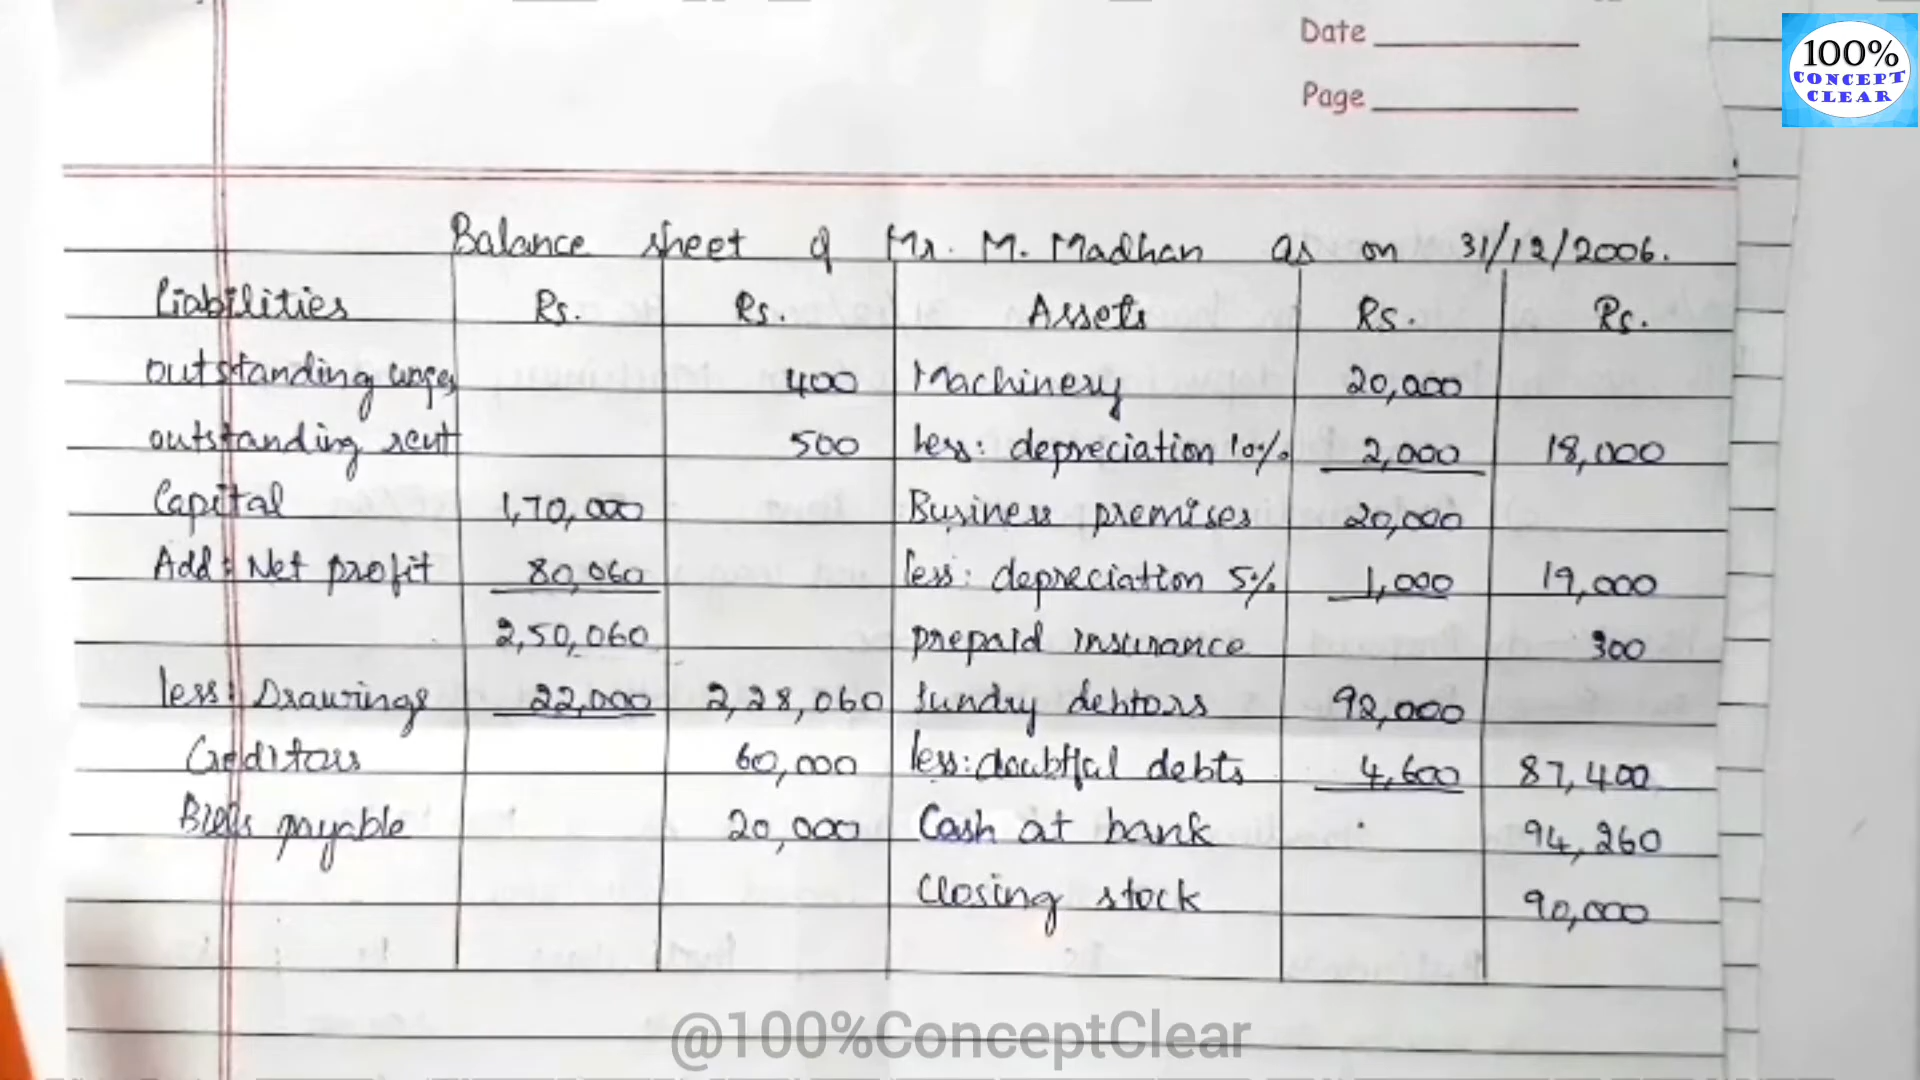 Date
Page
100%
CONCEPT
CLEAR
Balance sheet of Mr. M. Madhan as on 31/12/2006.
Liabilities Rs. Rs. Assets Rs. Rs.
outstanding wages 400 Machinery 20,000
outstanding rent 500 less: depreciation 10% 2,000 18,000
Capital 1,70,000 Business premises 20,000
Add: Net profit 80,060 less: depreciation 5% 1,000 19,000
2,50,060 prepaid insurance 300
less: Drawings 22,000 2,28,060 Sundry debtors 92,000
Creditors 60,000 less: doubtful debts 4,600 87,400
Bills payable 20,000 Cash at bank 94,260
Closing stock 90,000
@100%ConceptClear